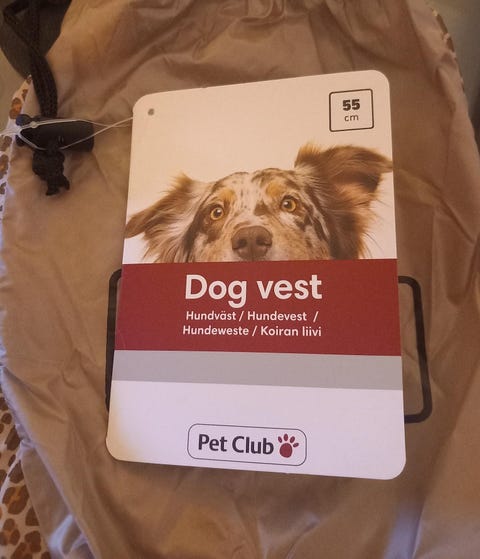 55
cm
Dog vest
Hundväst / Hundevest /
Hundeweste / Koiran liivi
Pet Club